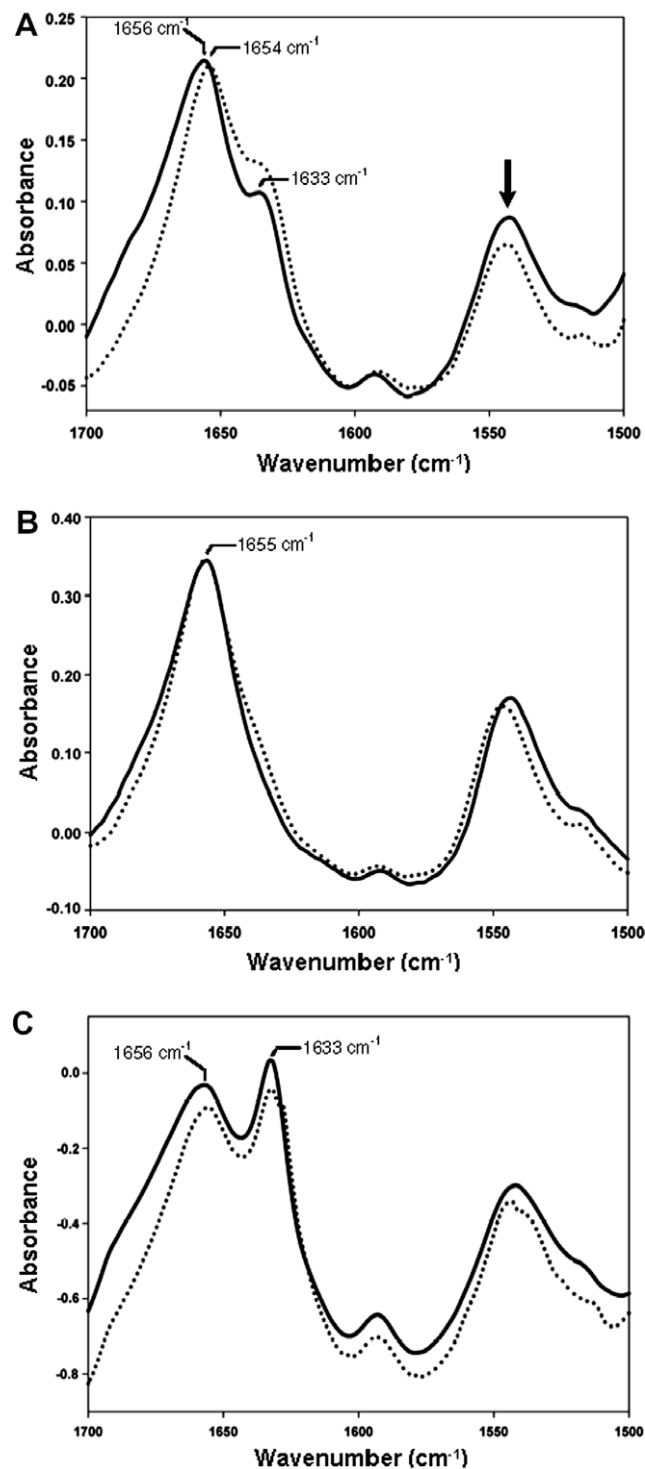 A
1656 cm⁻¹
1654 cm⁻¹
1633 cm⁻¹
Absorbance
0.25
0.20
0.15
0.10
0.05
0.00
-0.05
1700
1650
1600
1550
1500
Wavenumber (cm⁻¹)
B
1655 cm⁻¹
Absorbance
0.40
0.30
0.20
0.10
0.00
-0.10
1700
1650
1600
1550
1500
Wavenumber (cm⁻¹)
C
1656 cm⁻¹
1633 cm⁻¹
Absorbance
0.0
-0.2
-0.4
-0.6
-0.8
1700
1650
1600
1550
1500
Wavenumber (cm⁻¹)